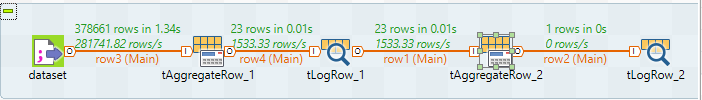 378661 rows in 1.34s
281741.82 rows/s
row3 (Main)
23 rows in 0.01s
1533.33 rows/s
row4 (Main)
23 rows in 0.01s
1533.33 rows/s
row1 (Main)
1 rows in 0s
0 rows/s
row2 (Main)
dataset
tAggregateRow_1
tLogRow_1
tAggregateRow_2
tLogRow_2